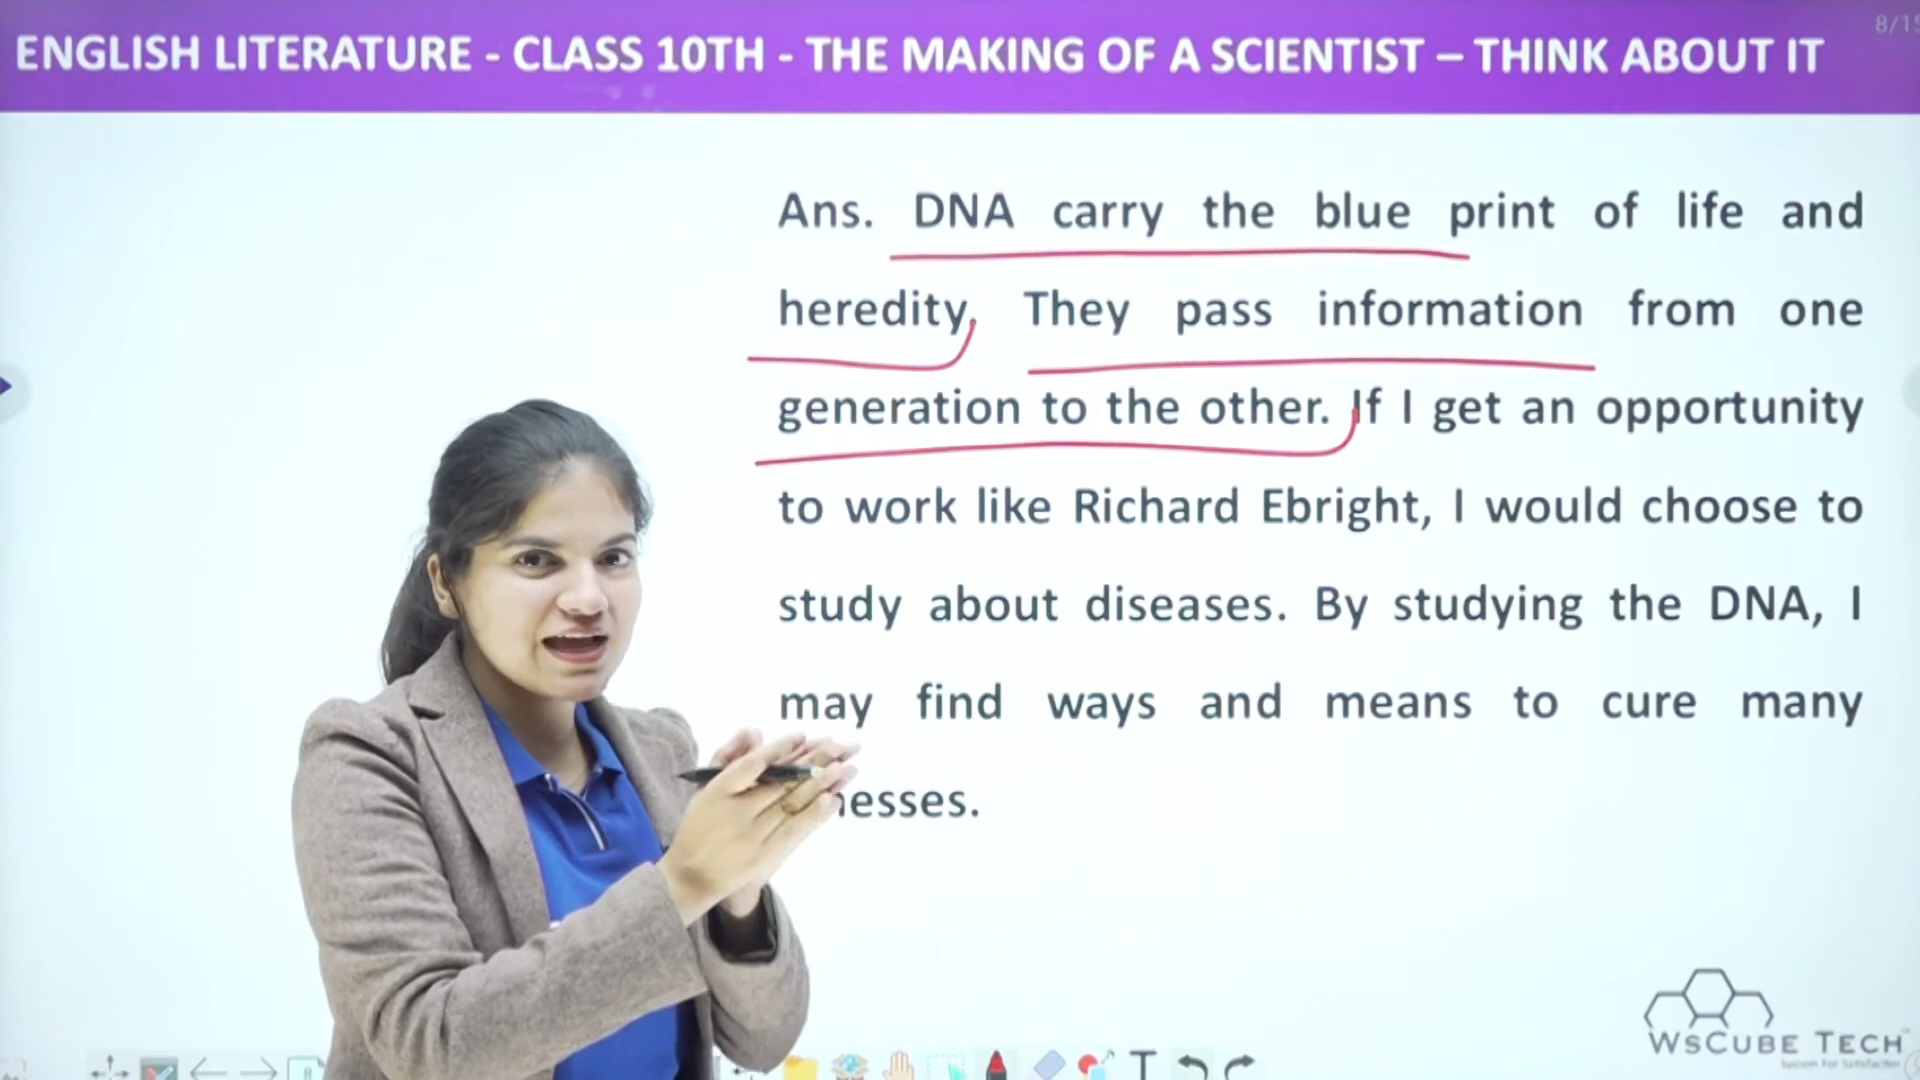 8/15
ENGLISH LITERATURE - CLASS 10TH - THE MAKING OF A SCIENTIST – THINK ABOUT IT
Ans. DNA carry the blue print of life and
heredity. They pass information from one
generation to the other. If I get an opportunity
to work like Richard Ebright, I would choose to
study about diseases. By studying the DNA, I
may find ways and means to cure many
nesses.
T
WSCUBE TECH